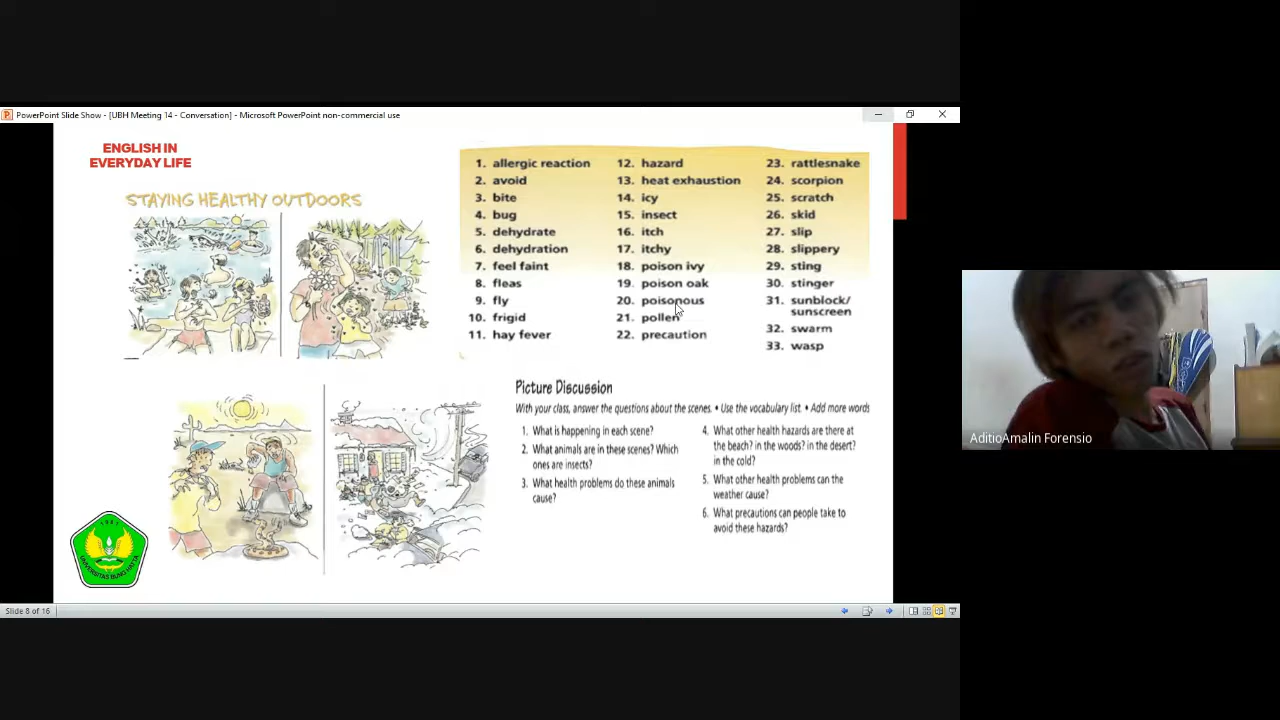 PowerPoint Slide Show - [UBH Meeting 14 - Conversation] - Microsoft PowerPoint non-commercial use
ENGLISH IN
EVERYDAY LIFE
STAYING HEALTHY OUTDOORS
1. allergic reaction
2. avoid
3. bite
4. bug
5. dehydrate
6. dehydration
7. feel faint
8. fleas
9. fly
10. frigid
11. hay fever
12. hazard
13. heat exhaustion
14. icy
15. insect
16. itch
17. itchy
18. poison ivy
19. poison oak
20. poisonous
21. pollen
22. precaution
23. rattlesnake
24. scorpion
25. scratch
26. skid
27. slip
28. slippery
29. sting
30. stinger
31. sunblock/
sunscreen
32. swarm
33. wasp
Picture Discussion
With your class, answer the questions about the scenes. • Use the vocabulary list. • Add more words
1. What is happening in each scene?
2. What animals are in these scenes? Which
ones are insects?
3. What health problems do these animals
cause?
4. What other health hazards are there at
the beach? in the woods? in the desert?
in the cold?
5. What other health problems can the
weather cause?
6. What precautions can people take to
avoid these hazards?
1981
UNIVERSITAS BUNG HATTA
Slide 8 of 16
AditioAmalin Forensio